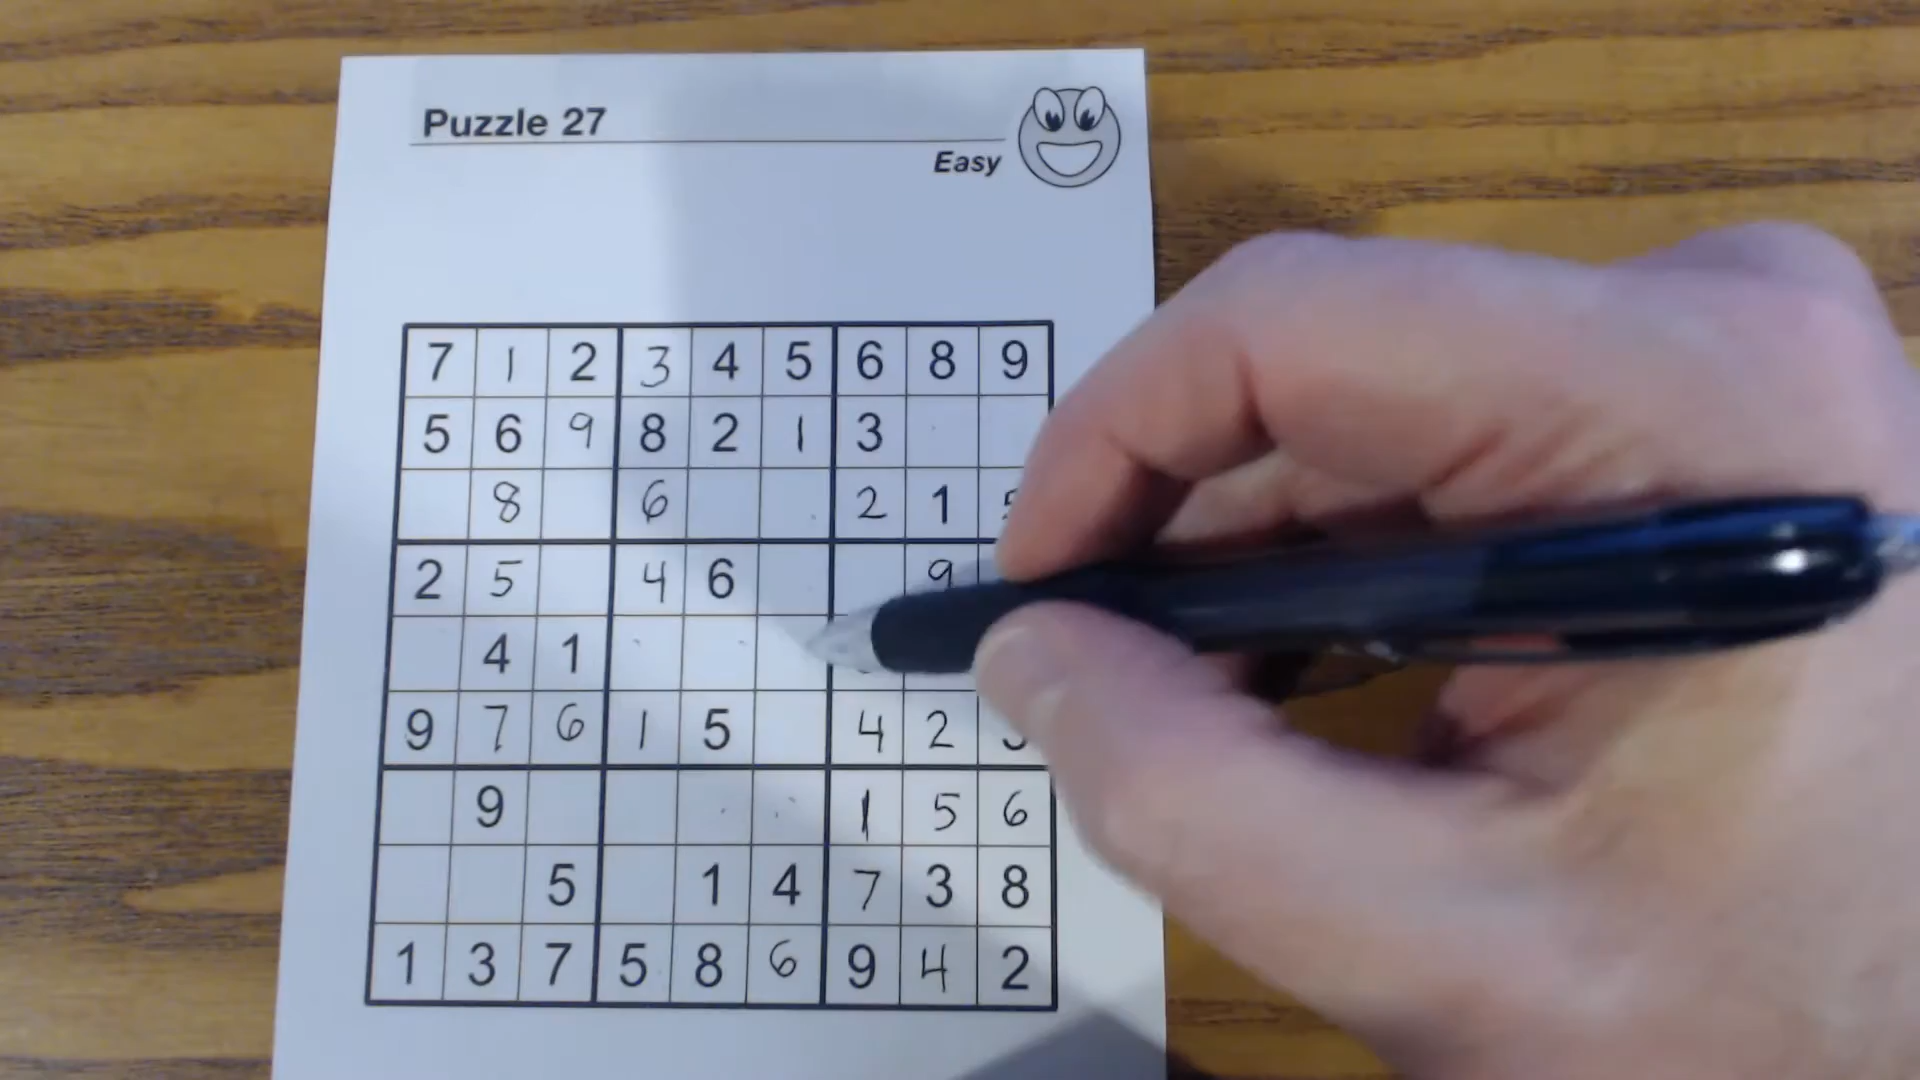 Puzzle 27
Easy
7 1 2 3 4 5 6 8 9
5 6 9 8 2 1 3
8 6 2 1
2 5 4 6 9
4 1
9 7 6 1 5 4 2
9 1 5 6
5 1 4 7 3 8
1 3 7 5 8 6 9 4 2